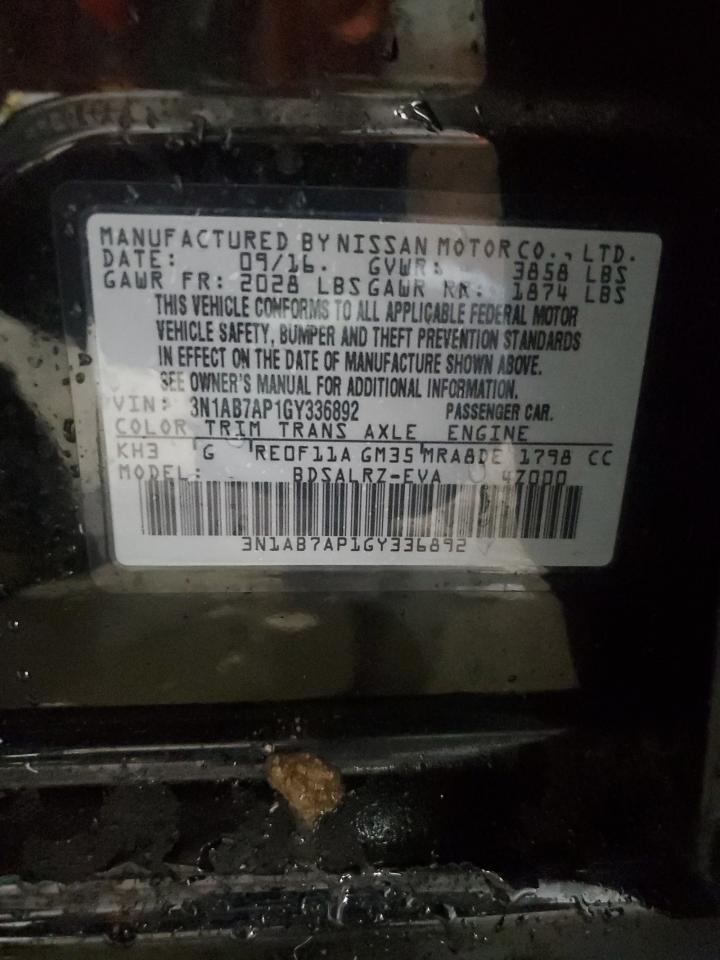 MANUFACTURED BY NISSAN MOTOR CO., LTD.
DATE: 09/16. GVWR: 3858 LBS
GAWR FR: 2028 LBS GAWR RR: 1874 LBS
THIS VEHICLE CONFORMS TO ALL APPLICABLE FEDERAL MOTOR
VEHICLE SAFETY, BUMPER AND THEFT PREVENTION STANDARDS
IN EFFECT ON THE DATE OF MANUFACTURE SHOWN ABOVE.
SEE OWNER'S MANUAL FOR ADDITIONAL INFORMATION.
VIN: 3N1AB7AP1GY336892 PASSENGER CAR.
COLOR TRIM TRANS AXLE ENGINE
KH3 G RE0F11A GM35 MRA8DE 1798 CC
MODEL: BDSALRZ-EVA 47000
3N1AB7AP1GY336892